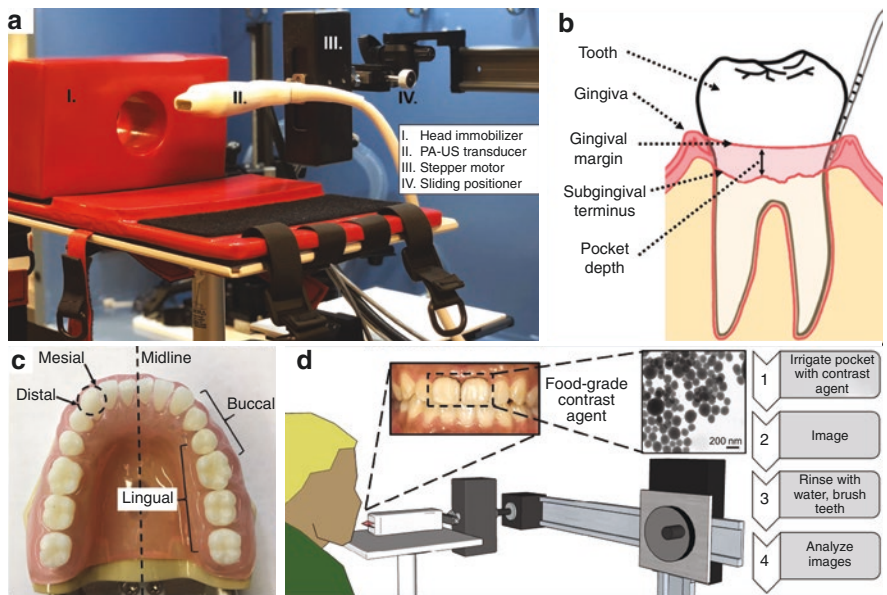 a
I.
II.
III.
IV.
I. Head immobilizer
II. PA-US transducer
III. Stepper motor
IV. Sliding positioner
b
Tooth
Gingiva
Gingival
margin
Subgingival
terminus
Pocket
depth
c
Mesial
Midline
Distal
Buccal
Lingual
d
Food-grade
contrast
agent
200 nm
1
Irrigate pocket
with contrast
agent
2
Image
3
Rinse with
water, brush
teeth
4
Analyze
images